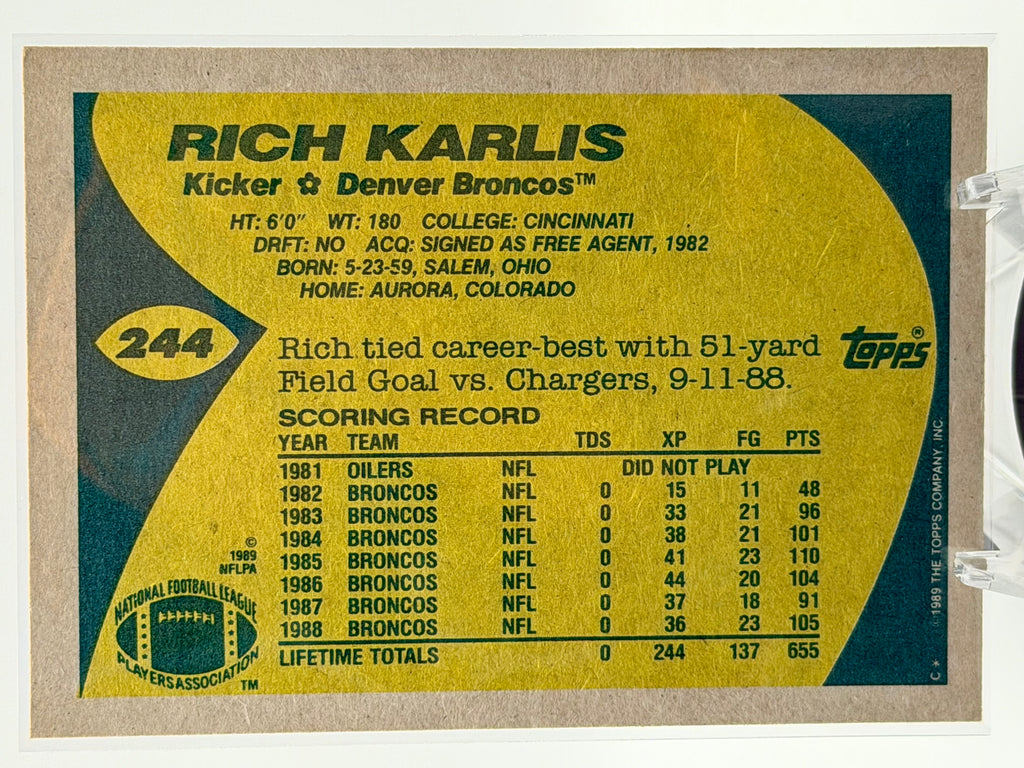 RICH KARLIS
Kicker ✿ Denver Broncos™
HT: 6'0" WT: 180 COLLEGE: CINCINNATI
DRFT: NO ACQ: SIGNED AS FREE AGENT, 1982
BORN: 5-23-59, SALEM, OHIO
HOME: AURORA, COLORADO
244
Rich tied career-best with 51-yard
Field Goal vs. Chargers, 9-11-88.
TOPPS®
SCORING RECORD
YEAR TEAM TDS XP FG PTS
1981 OILERS NFL DID NOT PLAY
1982 BRONCOS NFL 0 15 11 48
1983 BRONCOS NFL 0 33 21 96
1984 BRONCOS NFL 0 38 21 101
1985 BRONCOS NFL 0 41 23 110
1986 BRONCOS NFL 0 44 20 104
1987 BRONCOS NFL 0 37 18 91
1988 BRONCOS NFL 0 36 23 105
LIFETIME TOTALS 0 244 137 655
©
1989
NFLPA
NATIONAL FOOTBALL LEAGUE
PLAYERS ASSOCIATION
TM
C * ©1989 THE TOPPS COMPANY, INC.